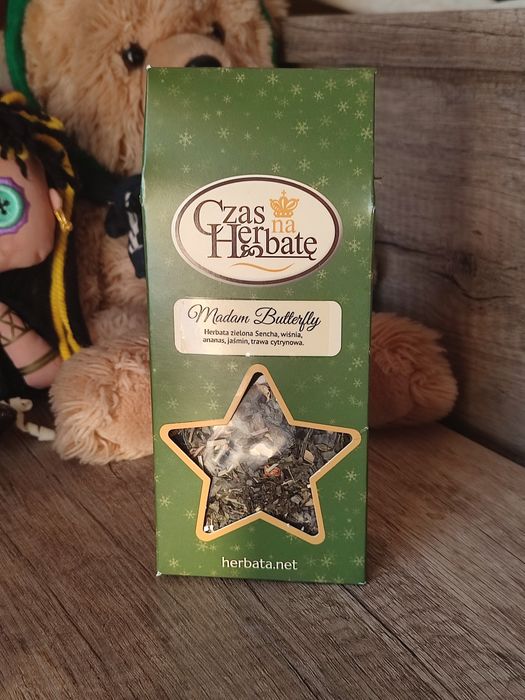 Czas
na
Herbatę
Madam Butterfly
Herbata zielona Sencha, wiśnia,
ananas, jaśmin, trawa cytrynowa.
herbata.net